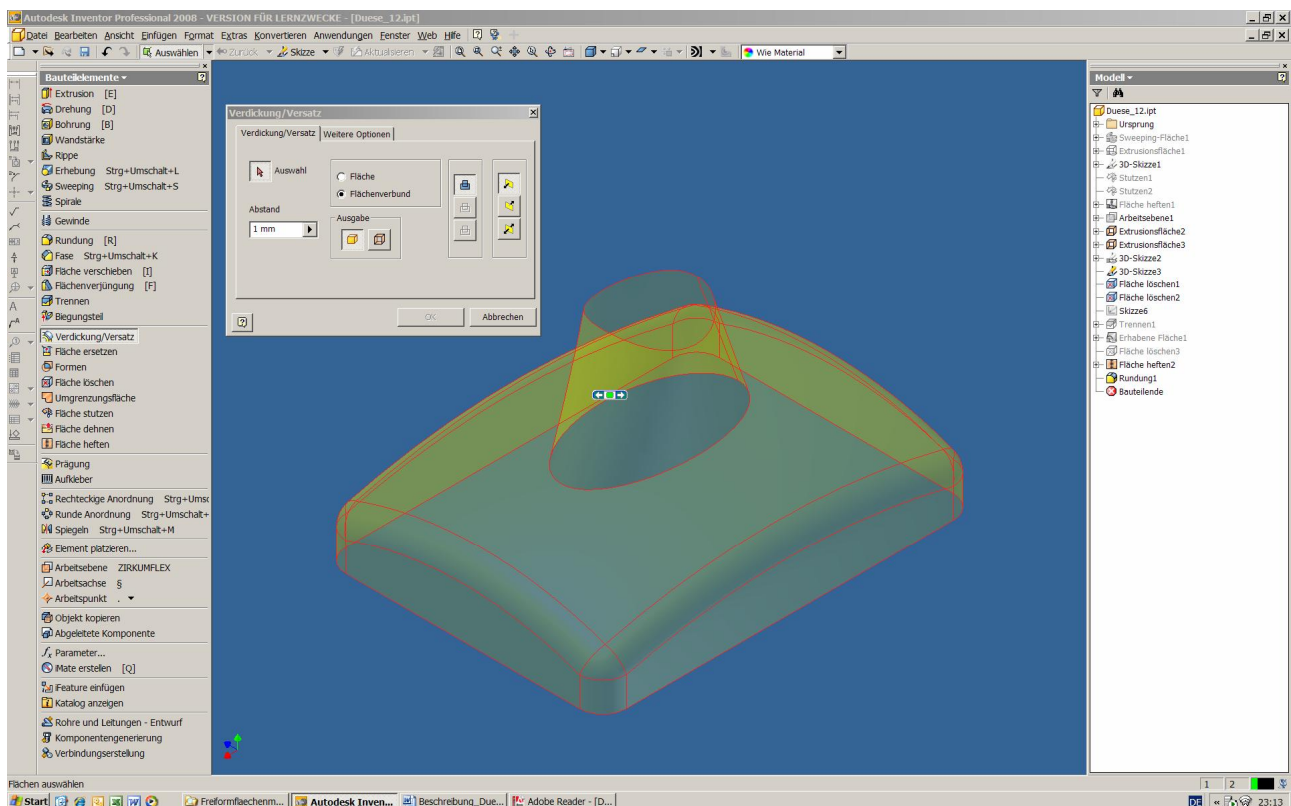 Autodesk Inventor Professional 2008 - VERSION FÜR LERNZWECKE - [Duese_12.ipt]
Datei Bearbeiten Ansicht Einfügen Format Extras Konvertieren Anwendungen Fenster Web Hilfe
Auswählen Zurück Skizze Aktualisieren Wie Material
Bauteilelemente
Extrusion [E]
Drehung [D]
Bohrung [B]
Wandstärke
Rippe
Erhebung Strg+Umschalt+L
Sweeping Strg+Umschalt+S
Spirale
Gewinde
Rundung [R]
Fase Strg+Umschalt+K
Fläche verschieben [I]
Flächenverjüngung [F]
Trennen
Biegungsteil
Verdickung/Versatz
Fläche ersetzen
Formen
Fläche löschen
Umgrenzungsfläche
Fläche stutzen
Fläche dehnen
Fläche heften
Prägung
Aufkleber
Rechteckige Anordnung Strg+Umsc
Runde Anordnung Strg+Umschalt+
Spiegeln Strg+Umschalt+M
Element platzieren...
Arbeitsebene ZIRKUMFLEX
Arbeitsachse §
Arbeitspunkt .
Objekt kopieren
Abgeleitete Komponente
Parameter...
iMate erstellen [Q]
iFeature einfügen
Katalog anzeigen
Rohre und Leitungen - Entwurf
Komponentengenerierung
Verbindungserstellung
Verdickung/Versatz
Verdickung/Versatz Weitere Optionen
Auswahl
Fläche
Flächenverbund
Abstand
1 mm
Ausgabe
OK
Abbrechen
Modell
Duese_12.ipt
Ursprung
Sweeping-Fläche1
Extrusionsfläche1
3D-Skizze1
Stutzen1
Stutzen2
Fläche heften1
Arbeitsebene1
Extrusionsfläche2
Extrusionsfläche3
3D-Skizze2
3D-Skizze3
Fläche löschen1
Fläche löschen2
Skizze6
Trennen1
Erhabene Fläche1
Fläche löschen3
Fläche heften2
Rundung1
Bauteilende
Flächen auswählen
1 2
Start Freiformflaechenm... Autodesk Inven... Beschreibung_Due... Adobe Reader - [D... DE 23:13